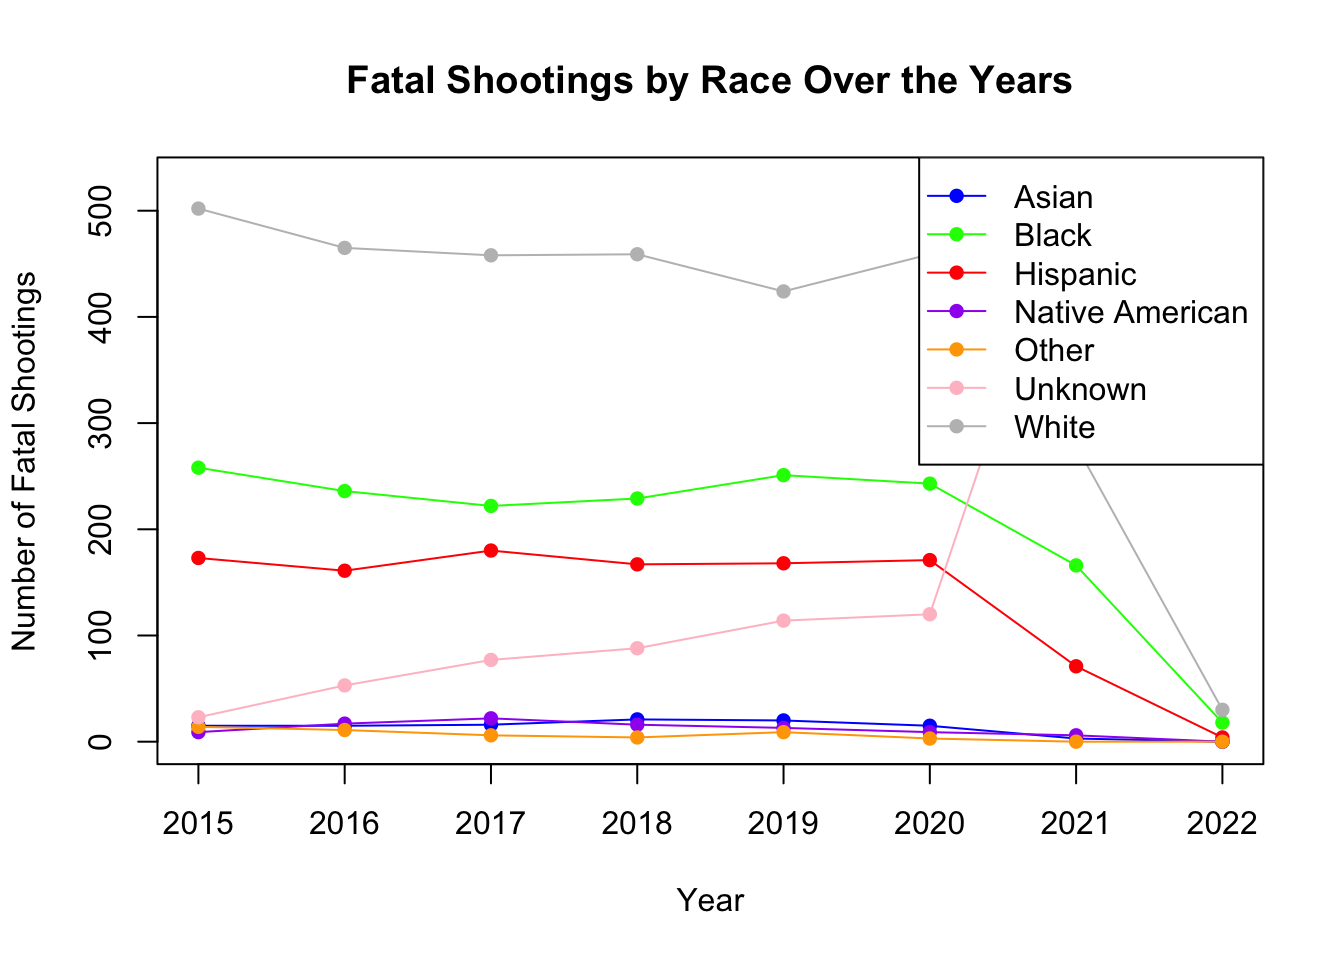 Fatal Shootings by Race Over the Years
Number of Fatal Shootings
500
400
300
200
100
0
Asian
Black
Hispanic
Native American
Other
Unknown
White
2015 2016 2017 2018 2019 2020 2021 2022
Year